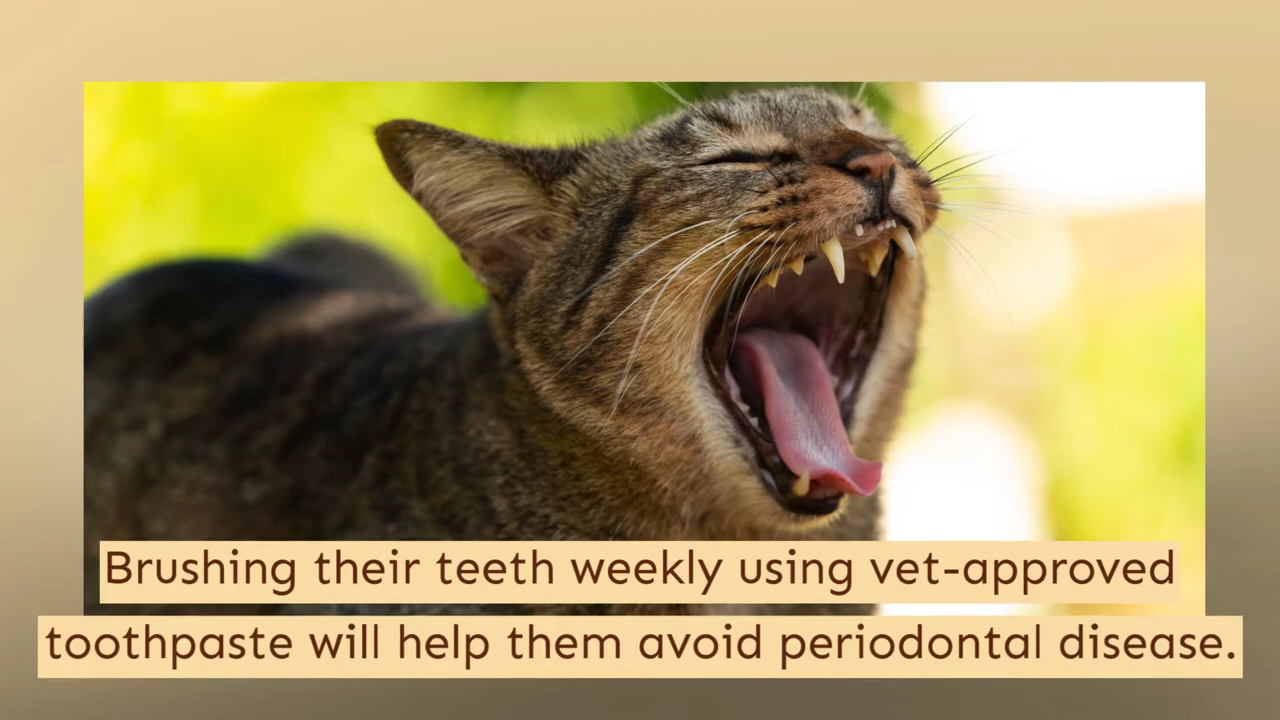 Brushing their teeth weekly using vet-approved
toothpaste will help them avoid periodontal disease.